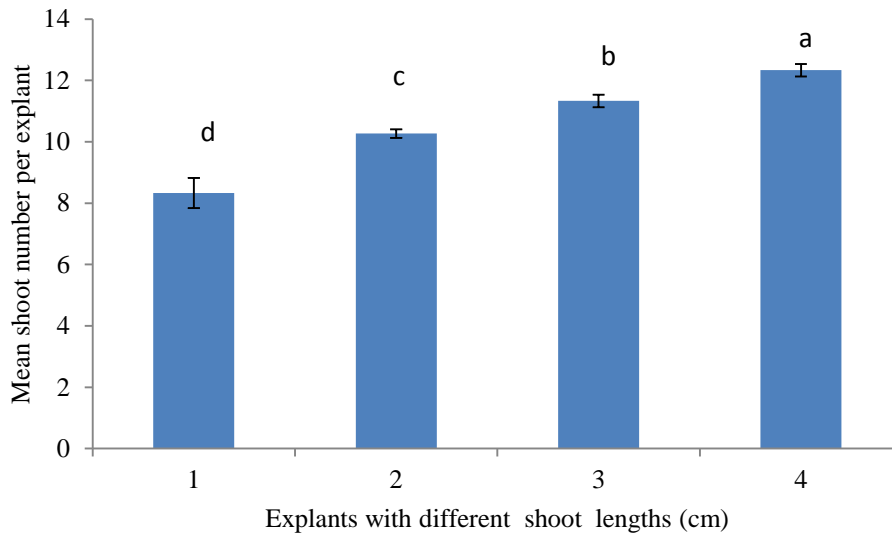 Mean shoot number per explant
14
12
10
8
6
4
2
0
d
c
b
a
1 2 3 4
Explants with different shoot lengths (cm)